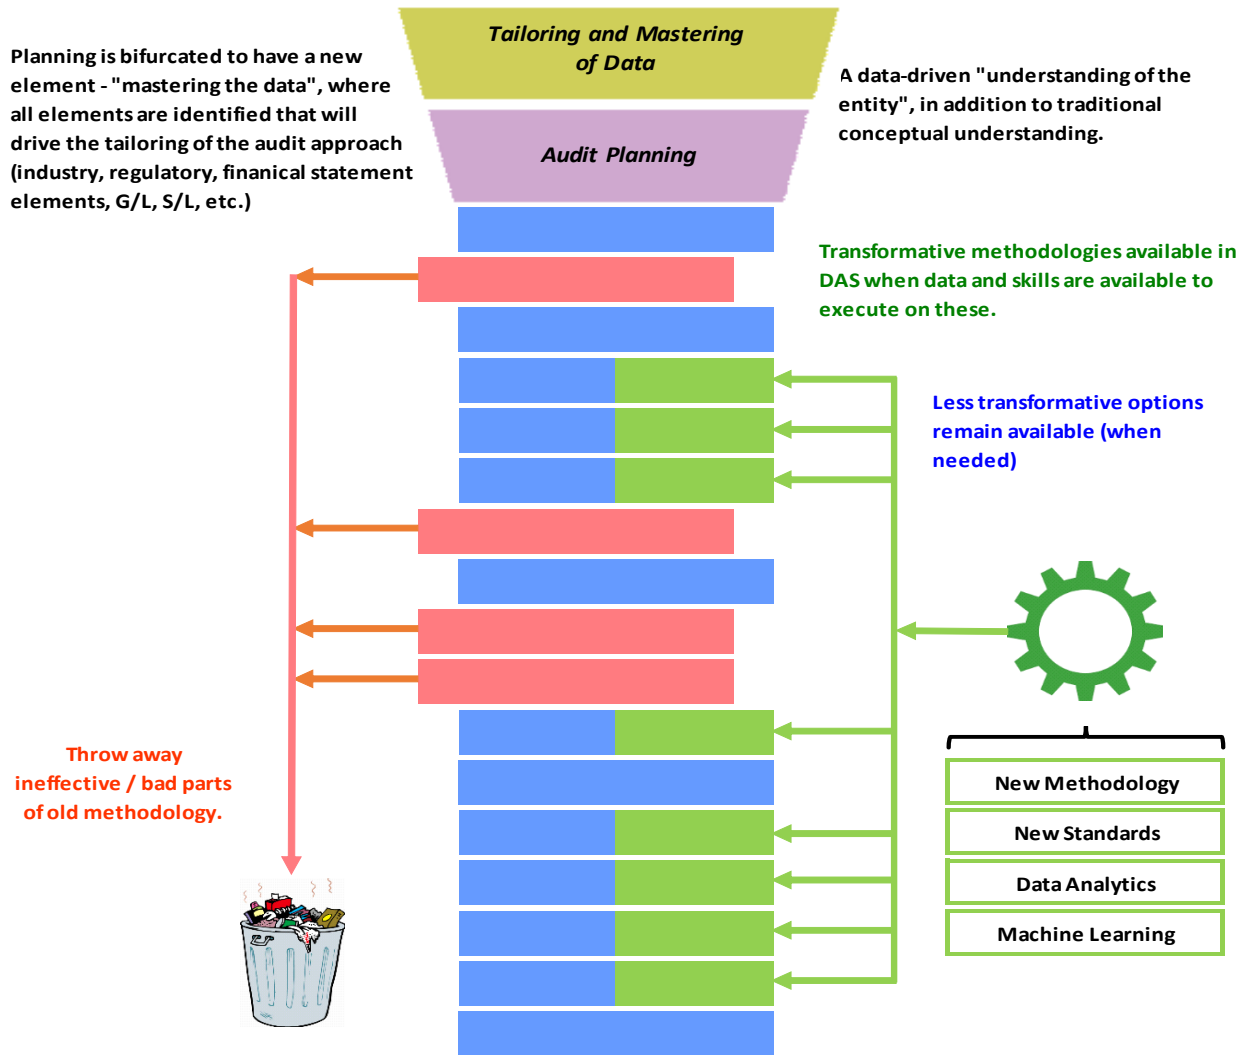 Tailoring and Mastering
of Data
Planning is bifurcated to have a new
element - "mastering the data", where
all elements are identified that will
drive the tailoring of the audit approach
(industry, regulatory, finanical statement
elements, G/L, S/L, etc.)
A data-driven "understanding of the
entity", in addition to traditional
conceptual understanding.
Audit Planning
Transformative methodologies available in
DAS when data and skills are available to
execute on these.
Less transformative options
remain available (when
needed)
Throw away
ineffective / bad parts
of old methodology.
New Methodology
New Standards
Data Analytics
Machine Learning